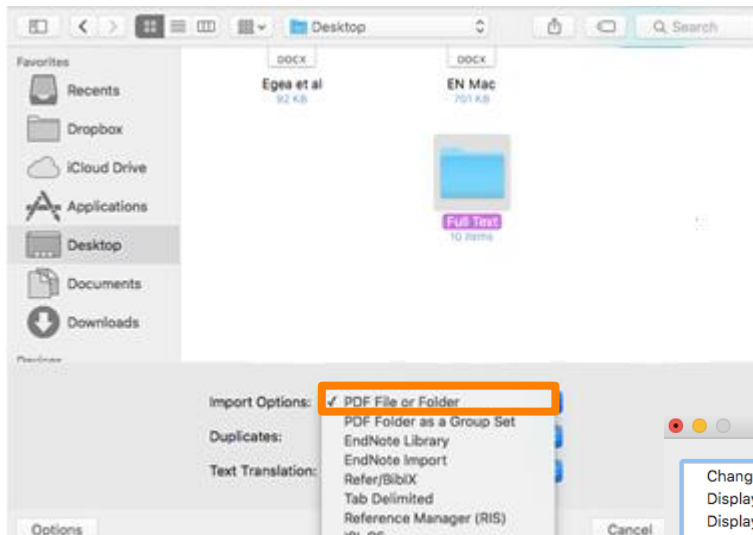 Desktop
Search
Favorites
Recents
Dropbox
iCloud Drive
Applications
Desktop
Documents
Downloads
DOCX
Egea et al
92 KB
DOCX
EN Mac
701 KB
Full Text
10 items
Import Options:
✓ PDF File or Folder
PDF Folder as a Group Set
Duplicates:
EndNote Library
EndNote Import
Text Translation:
Refer/BibIX
Tab Delimited
Reference Manager (RIS)
Options
Cancel
Chang
Display
Display